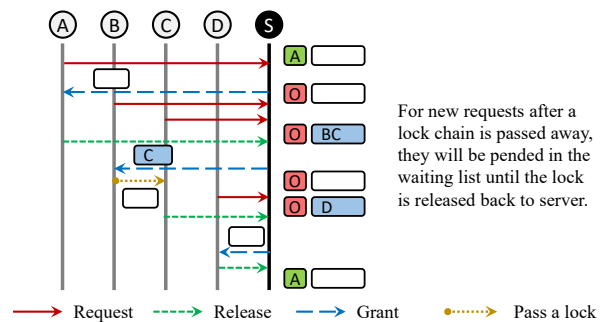 A B C D S
A
O
For new requests after a
lock chain is passed away,
they will be pended in the
waiting list until the lock
is released back to server.
O BC
C
O
O D
A
Request Release Grant Pass a lock